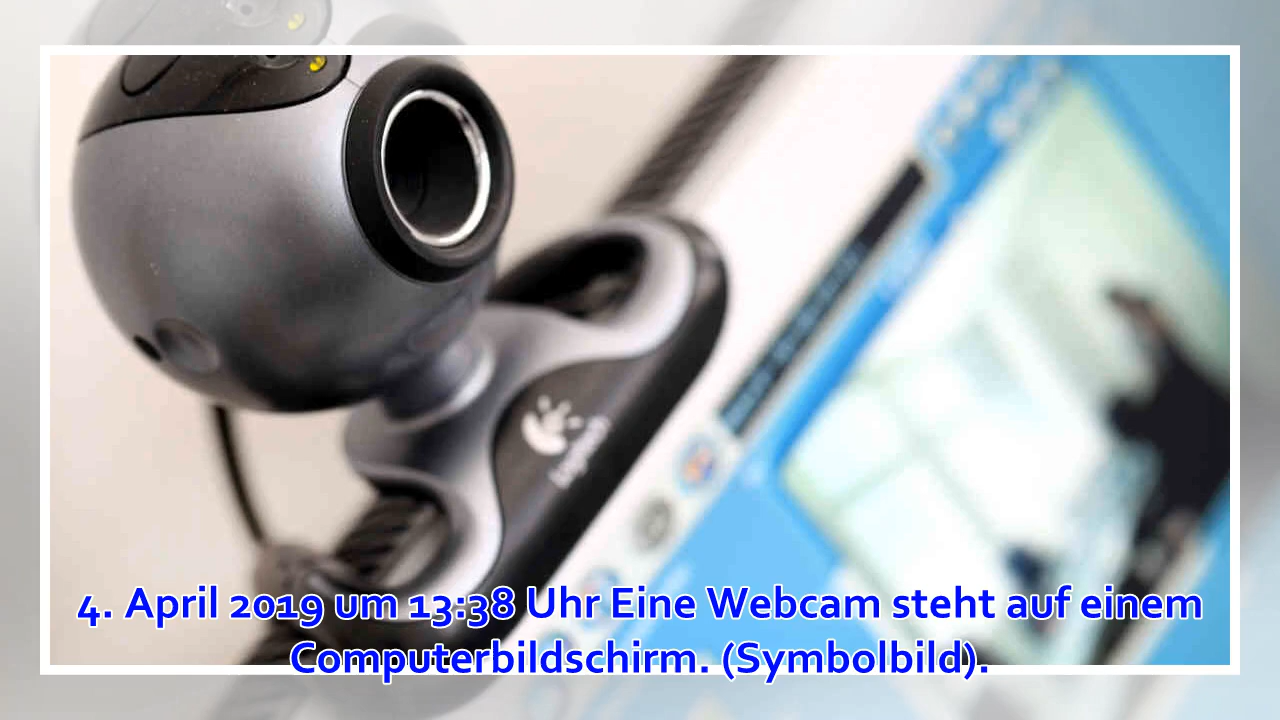 4. April 2019 um 13:38 Uhr Eine Webcam steht auf einem
Computerbildschirm. (Symbolbild).